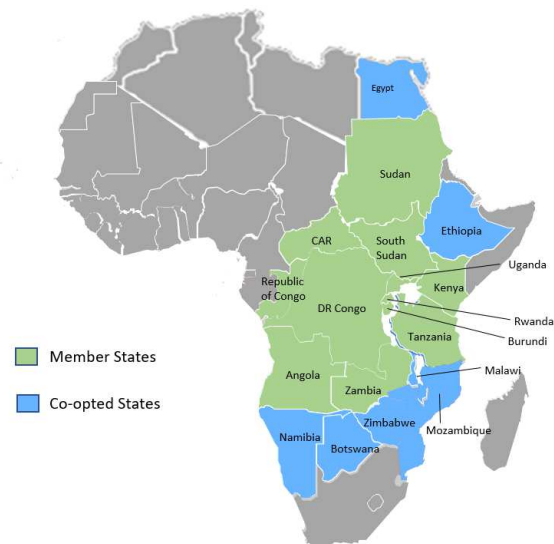 Egypt
Sudan
Ethiopia
CAR
South
Sudan
Uganda
Republic
of Congo
Kenya
DR Congo
Rwanda
Burundi
Tanzania
Member States
Malawi
Angola
Zambia
Co-opted States
Zimbabwe
Mozambique
Namibia
Botswana